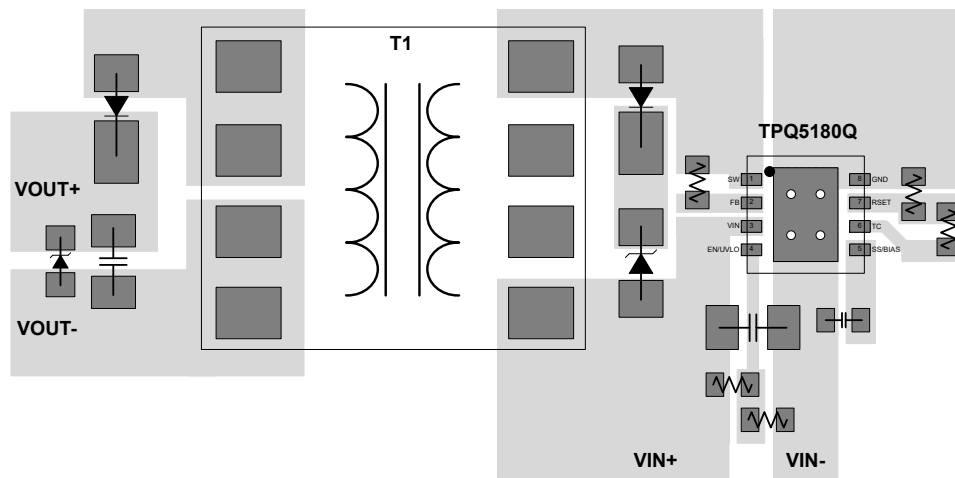 T1
TPQ5180Q
VOUT+
VOUT-
SW 1
FB 2
VIN 3
EN/UVLO 4
8 GND
7 RSET
6 TC
5 SS/BIAS
VIN+
VIN-